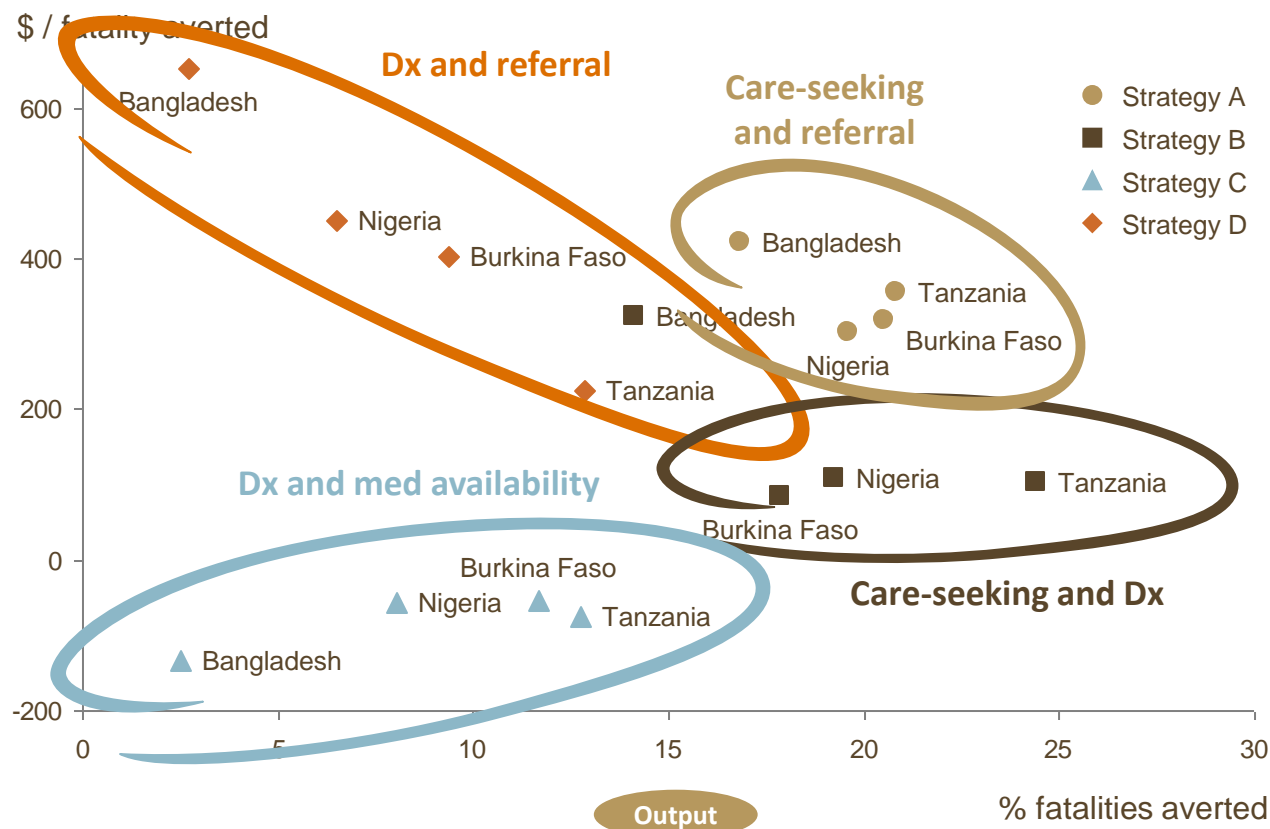 $ / fatality averted
Dx and referral
Care-seeking
and referral
Strategy A
Strategy B
Strategy C
Strategy D
600
Bangladesh
Nigeria
Burkina Faso
Bangladesh
Tanzania
400
Bangladesh
Tanzania
Burkina Faso
Nigeria
200
Dx and med availability
Nigeria
Tanzania
Burkina Faso
Care-seeking and Dx
0
Burkina Faso
Nigeria
Tanzania
Bangladesh
-200
0
5
10
15
20
25
30
Output
% fatalities averted